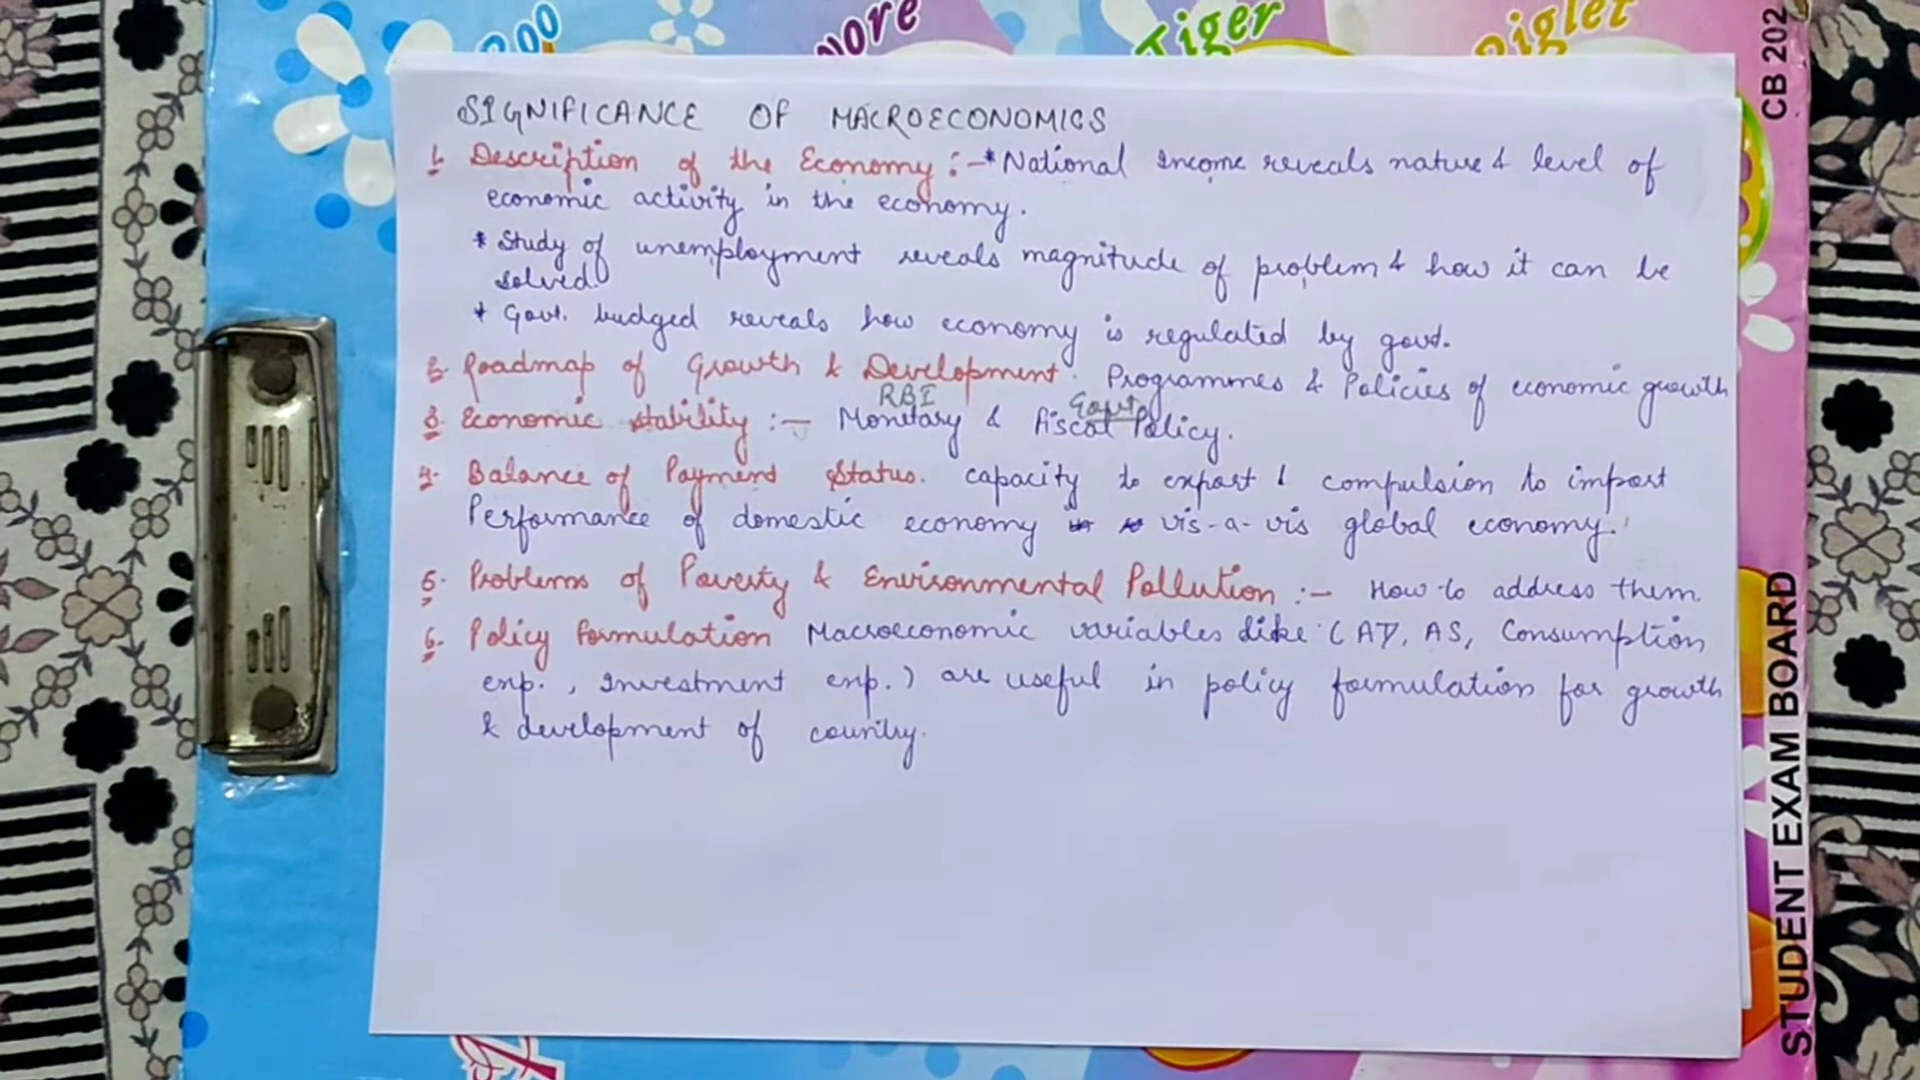 Boo more Tiger Piglet
CB 202
SIGNIFICANCE OF MACROECONOMICS
1. Description of the Economy :- * National Income reveals nature & level of
economic activity in the economy.
* Study of unemployment reveals magnitude of problem & how it can be
solved.
* Govt. budged reveals how economy is regulated by govt.
2. Roadmap of Growth & Development. Programmes & Policies of economic growth
RBI Govt
3. Economic stability :- Monetary & Fiscal Policy.
4. Balance of Payment Status. capacity to export & compulsion to import
Performance of domestic economy vis-a-vis global economy.
5. Problems of Poverty & Environmental Pollution :- How to address them.
6. Policy formulation Macroeconomic variables like (AD, AS, Consumption
exp., Investment exp.) are useful in policy formulation for growth
& development of country.
STUDENT EXAM BOARD